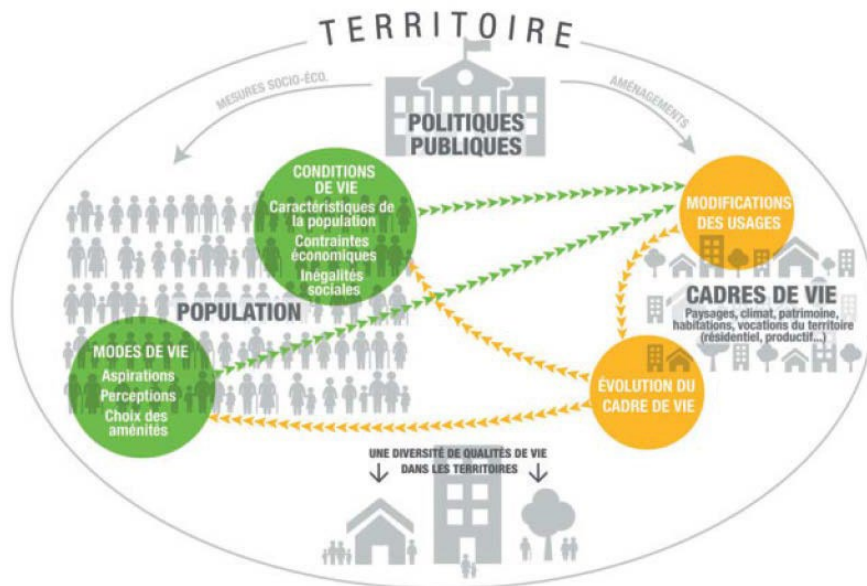 TERRITOIRE
MESURES SOCIO-ÉCO.
AMÉNAGEMENTS
POLITIQUES
PUBLIQUES
CONDITIONS
DE VIE
Caractéristiques de
la population
Contraintes
économiques
Inégalités
sociales
MODIFICATIONS
DES USAGES
POPULATION
CADRES DE VIE
Paysages, climat, patrimoine,
habitations, vocations du territoire
(résidentiel, productif...)
MODES DE VIE
Aspirations
Perceptions
Choix des
aménités
ÉVOLUTION DU
CADRE DE VIE
UNE DIVERSITÉ DE QUALITÉS DE VIE
DANS LES TERRITOIRES